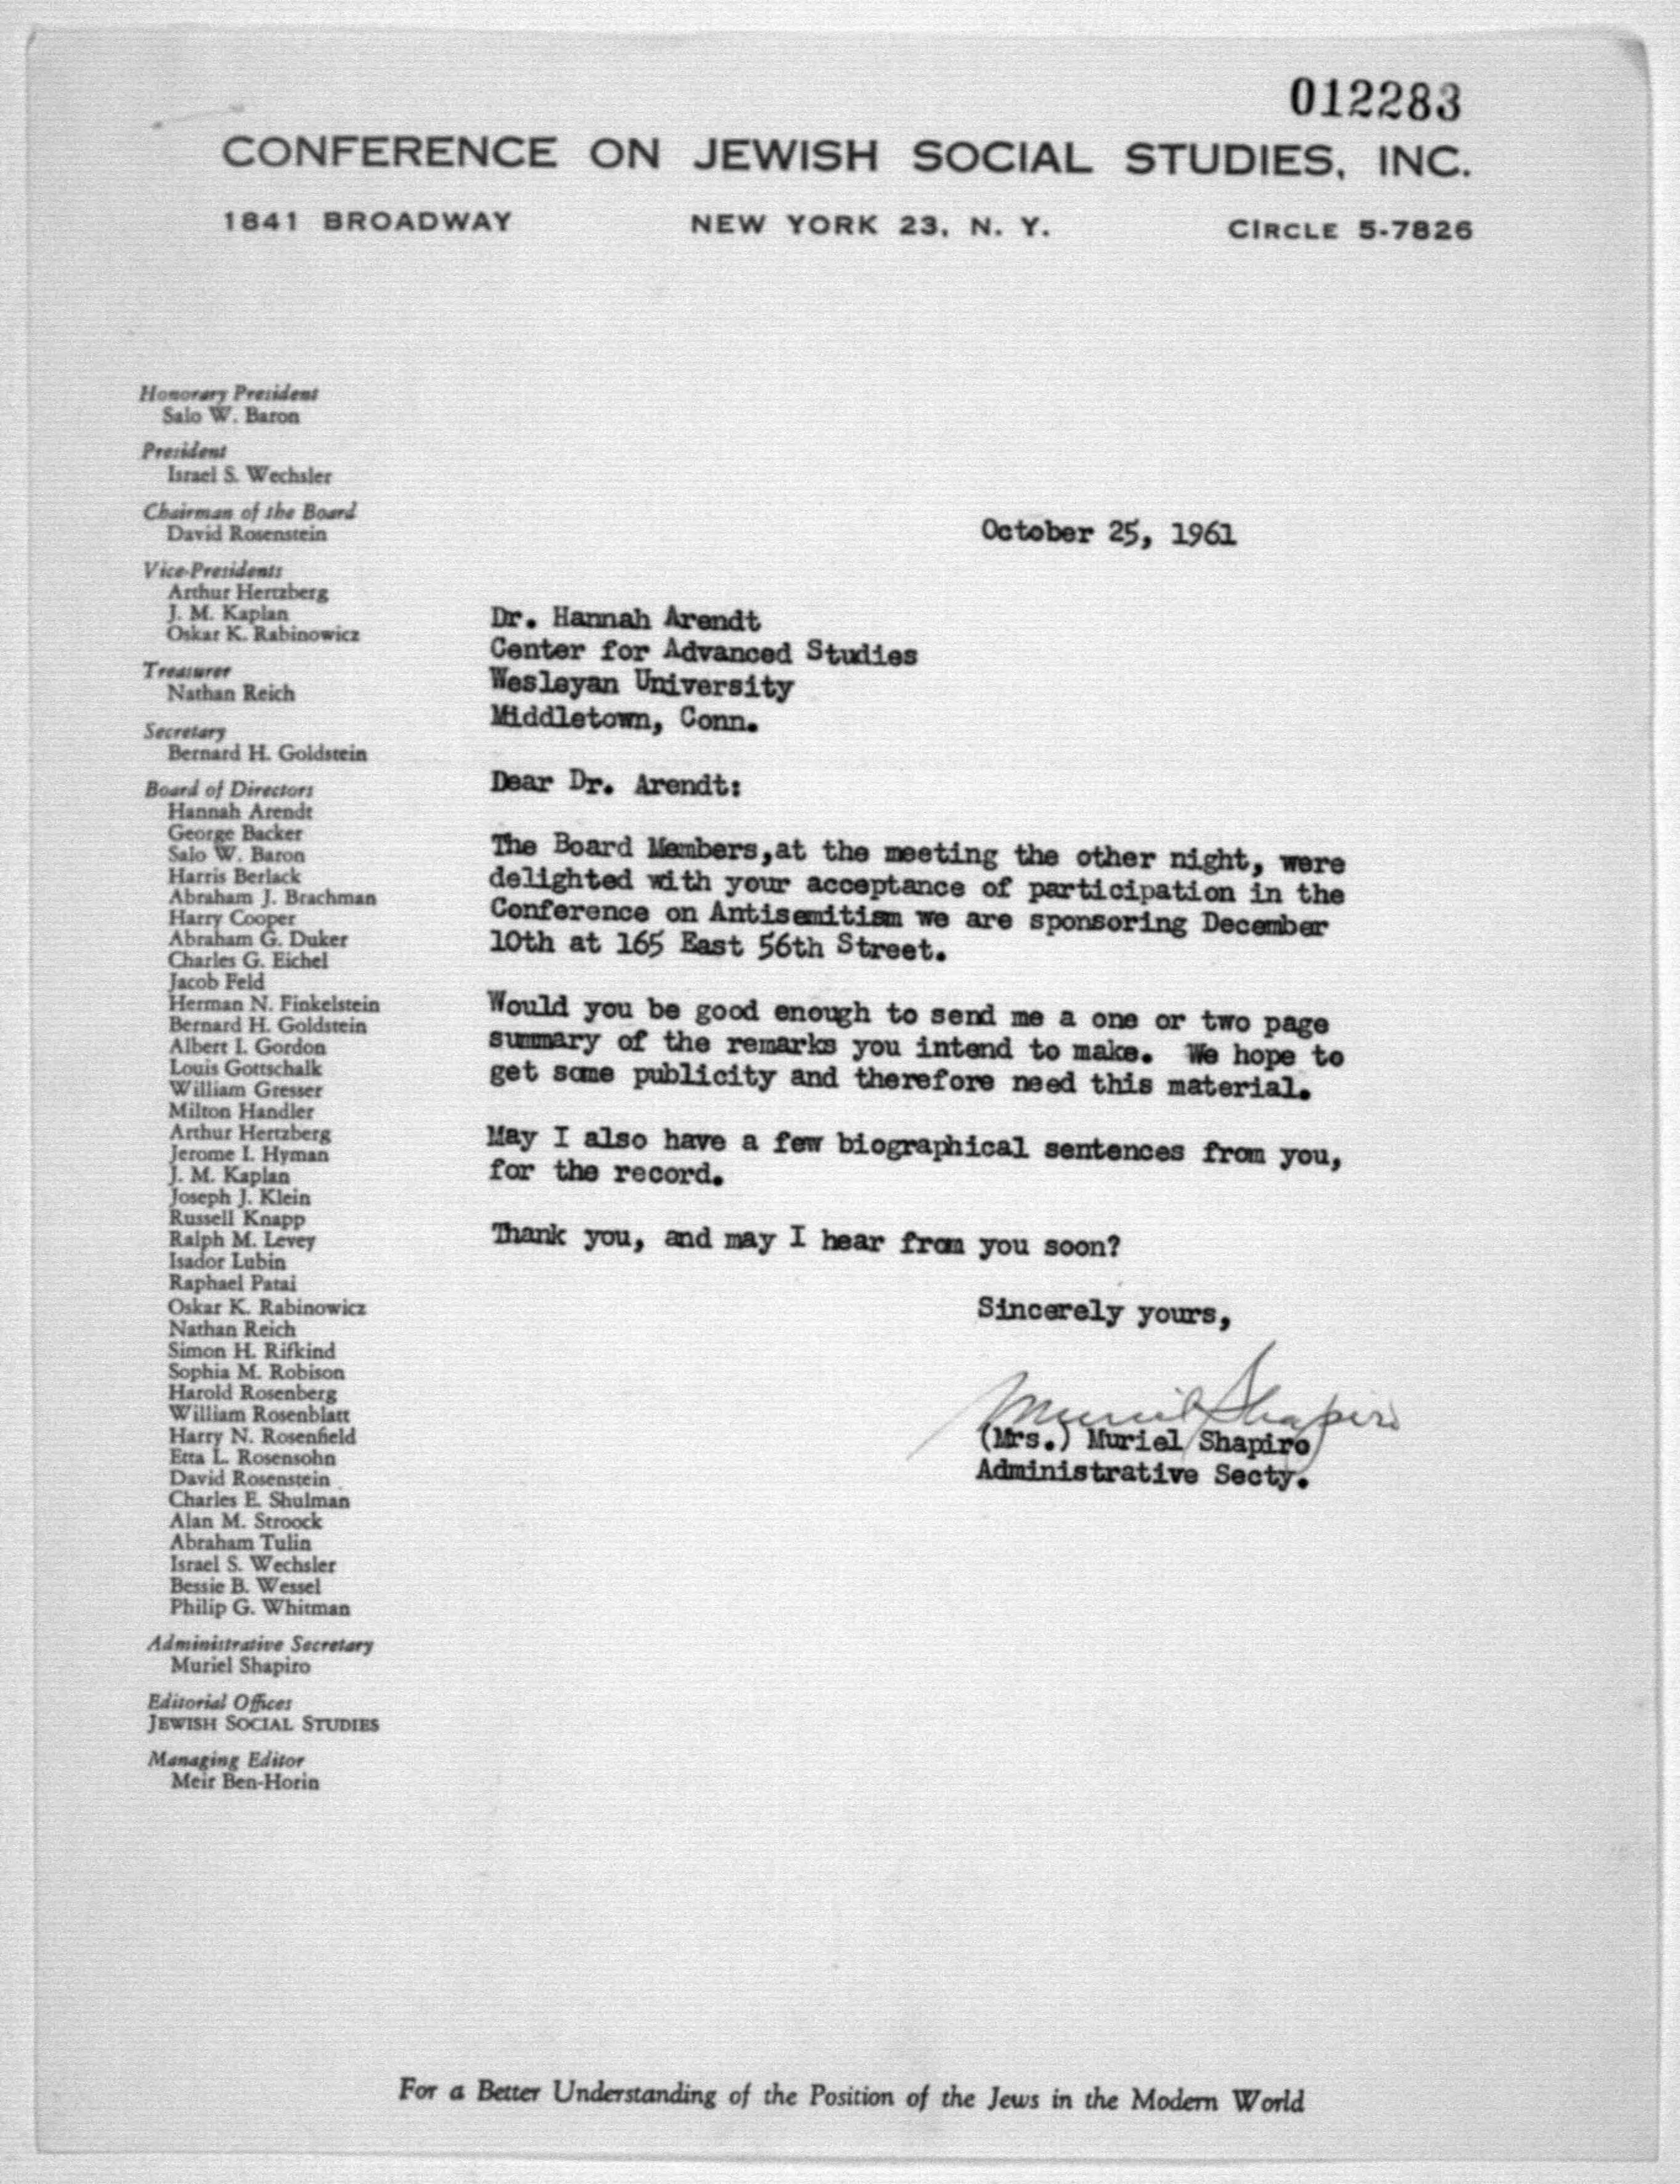 012283
CONFERENCE ON JEWISH SOCIAL STUDIES, INC.
1841 BROADWAY NEW YORK 23, N. Y. CIRCLE 5-7826
Honorary President
Salo W. Baron
President
Israel S. Wechsler
Chairman of the Board
David Rosenstein
Vice-Presidents
Arthur Hertzberg
J. M. Kaplan
Oskar K. Rabinowicz
Treasurer
Nathan Reich
Secretary
Bernard H. Goldstein
Board of Directors
Hannah Arendt
George Backer
Salo W. Baron
Harris Berlack
Abraham J. Brachman
Harry Cooper
Abraham G. Duker
Charles G. Eichel
Jacob Feld
Herman N. Finkelstein
Bernard H. Goldstein
Albert I. Gordon
Louis Gottschalk
William Gresser
Milton Handler
Arthur Hertzberg
Jerome I. Hyman
J. M. Kaplan
Joseph J. Klein
Russell Knapp
Ralph M. Levey
Isador Lubin
Raphael Patai
Oskar K. Rabinowicz
Nathan Reich
Simon H. Rifkind
Sophia M. Robison
Harold Rosenberg
William Rosenblatt
Harry N. Rosenfield
Etta L. Rosensohn
David Rosenstein
Charles E. Shulman
Alan M. Stroock
Abraham Tulin
Israel S. Wechsler
Bessie B. Wessel
Philip G. Whitman
Administrative Secretary
Muriel Shapiro
Editorial Offices
JEWISH SOCIAL STUDIES
Managing Editor
Meir Ben-Horin
October 25, 1961
Dr. Hannah Arendt
Center for Advanced Studies
Wesleyan University
Middletown, Conn.
Dear Dr. Arendt:
The Board Members,at the meeting the other night, were
delighted with your acceptance of participation in the
Conference on Antisemitism we are sponsoring December
10th at 165 East 56th Street.
Would you be good enough to send me a one or two page
summary of the remarks you intend to make. We hope to
get some publicity and therefore need this material.
May I also have a few biographical sentences from you,
for the record.
Thank you, and may I hear from you soon?
Sincerely yours,
Muriel Shapiro
(Mrs.) Muriel Shapiro
Administrative Secty.
For a Better Understanding of the Position of the Jews in the Modern World